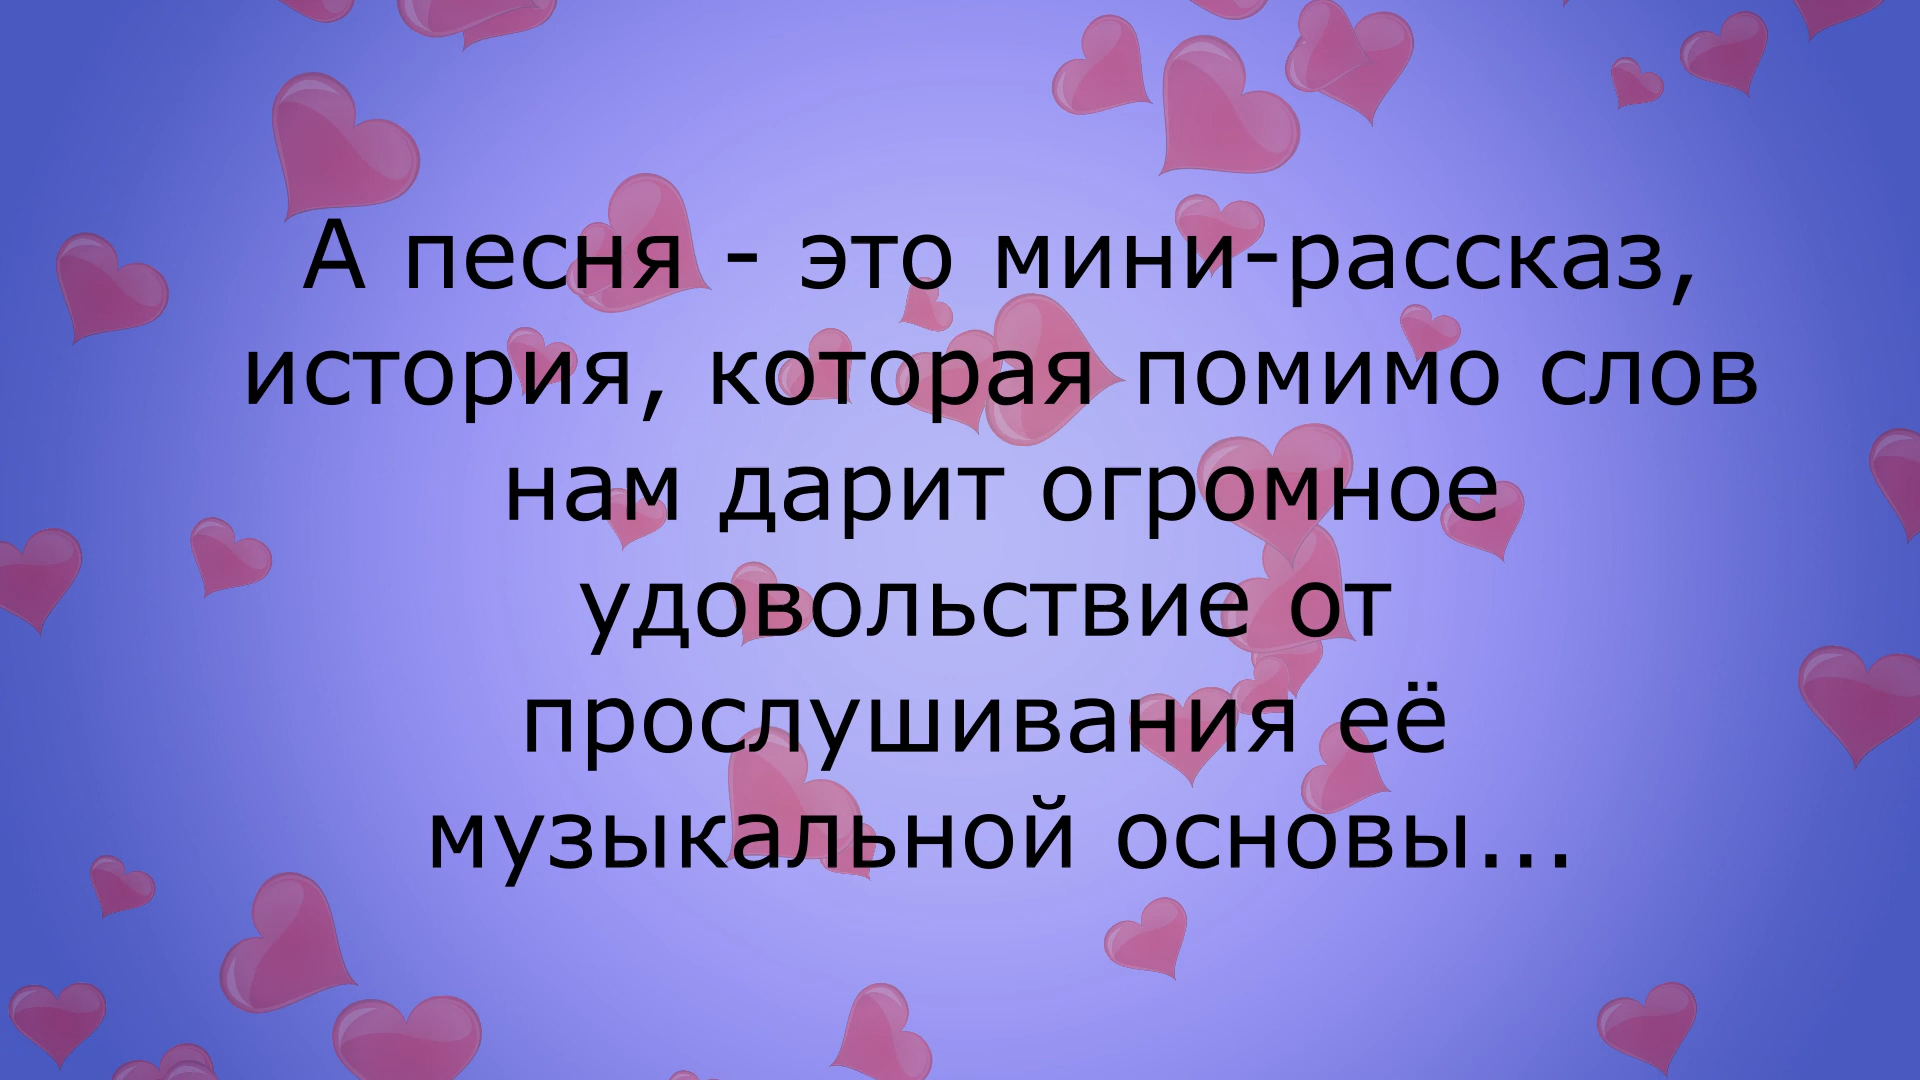 А песня - это мини-рассказ,
история, которая помимо слов
нам дарит огромное
удовольствие от
прослушивания её
музыкальной основы...